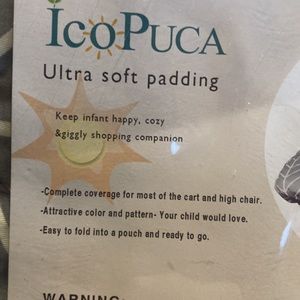 IcoPuca
Ultra soft padding
Keep infant happy, cozy
&giggly shopping companion
-Complete coverage for most of the cart and high chair.
-Attractive color and pattern- Your child would love.
-Easy to fold into a pouch and ready to go.
WARNING: